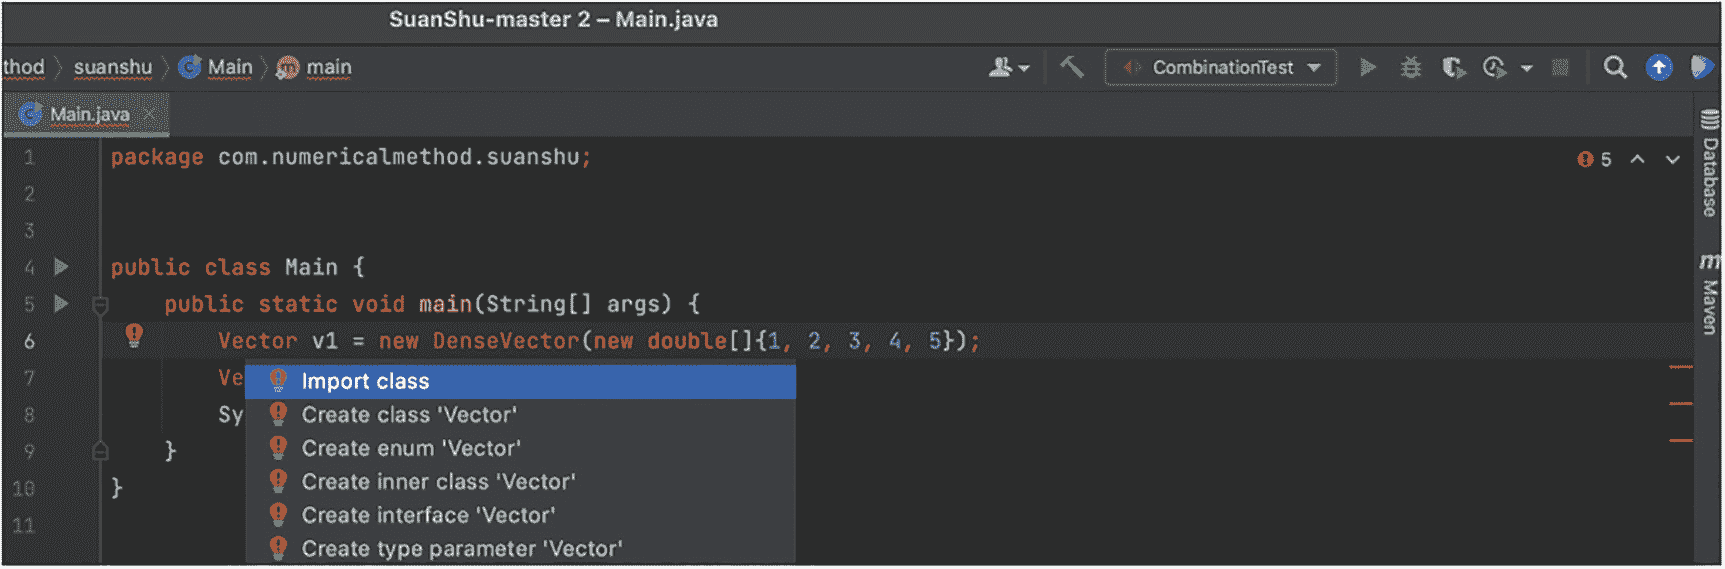 SuanShu-master 2 – Main.java
thod suanshu Main main CombinationTest
Main.java
1 package com.numericalmethod.suanshu; 5
2
3
4 public class Main {
5 public static void main(String[] args) {
6 Vector v1 = new DenseVector(new double[]{1, 2, 3, 4, 5});
7 Ve Import class
8 Sy Create class 'Vector'
9 } Create enum 'Vector'
10 } Create inner class 'Vector'
11 Create interface 'Vector'
Create type parameter 'Vector'
Database
m Maven